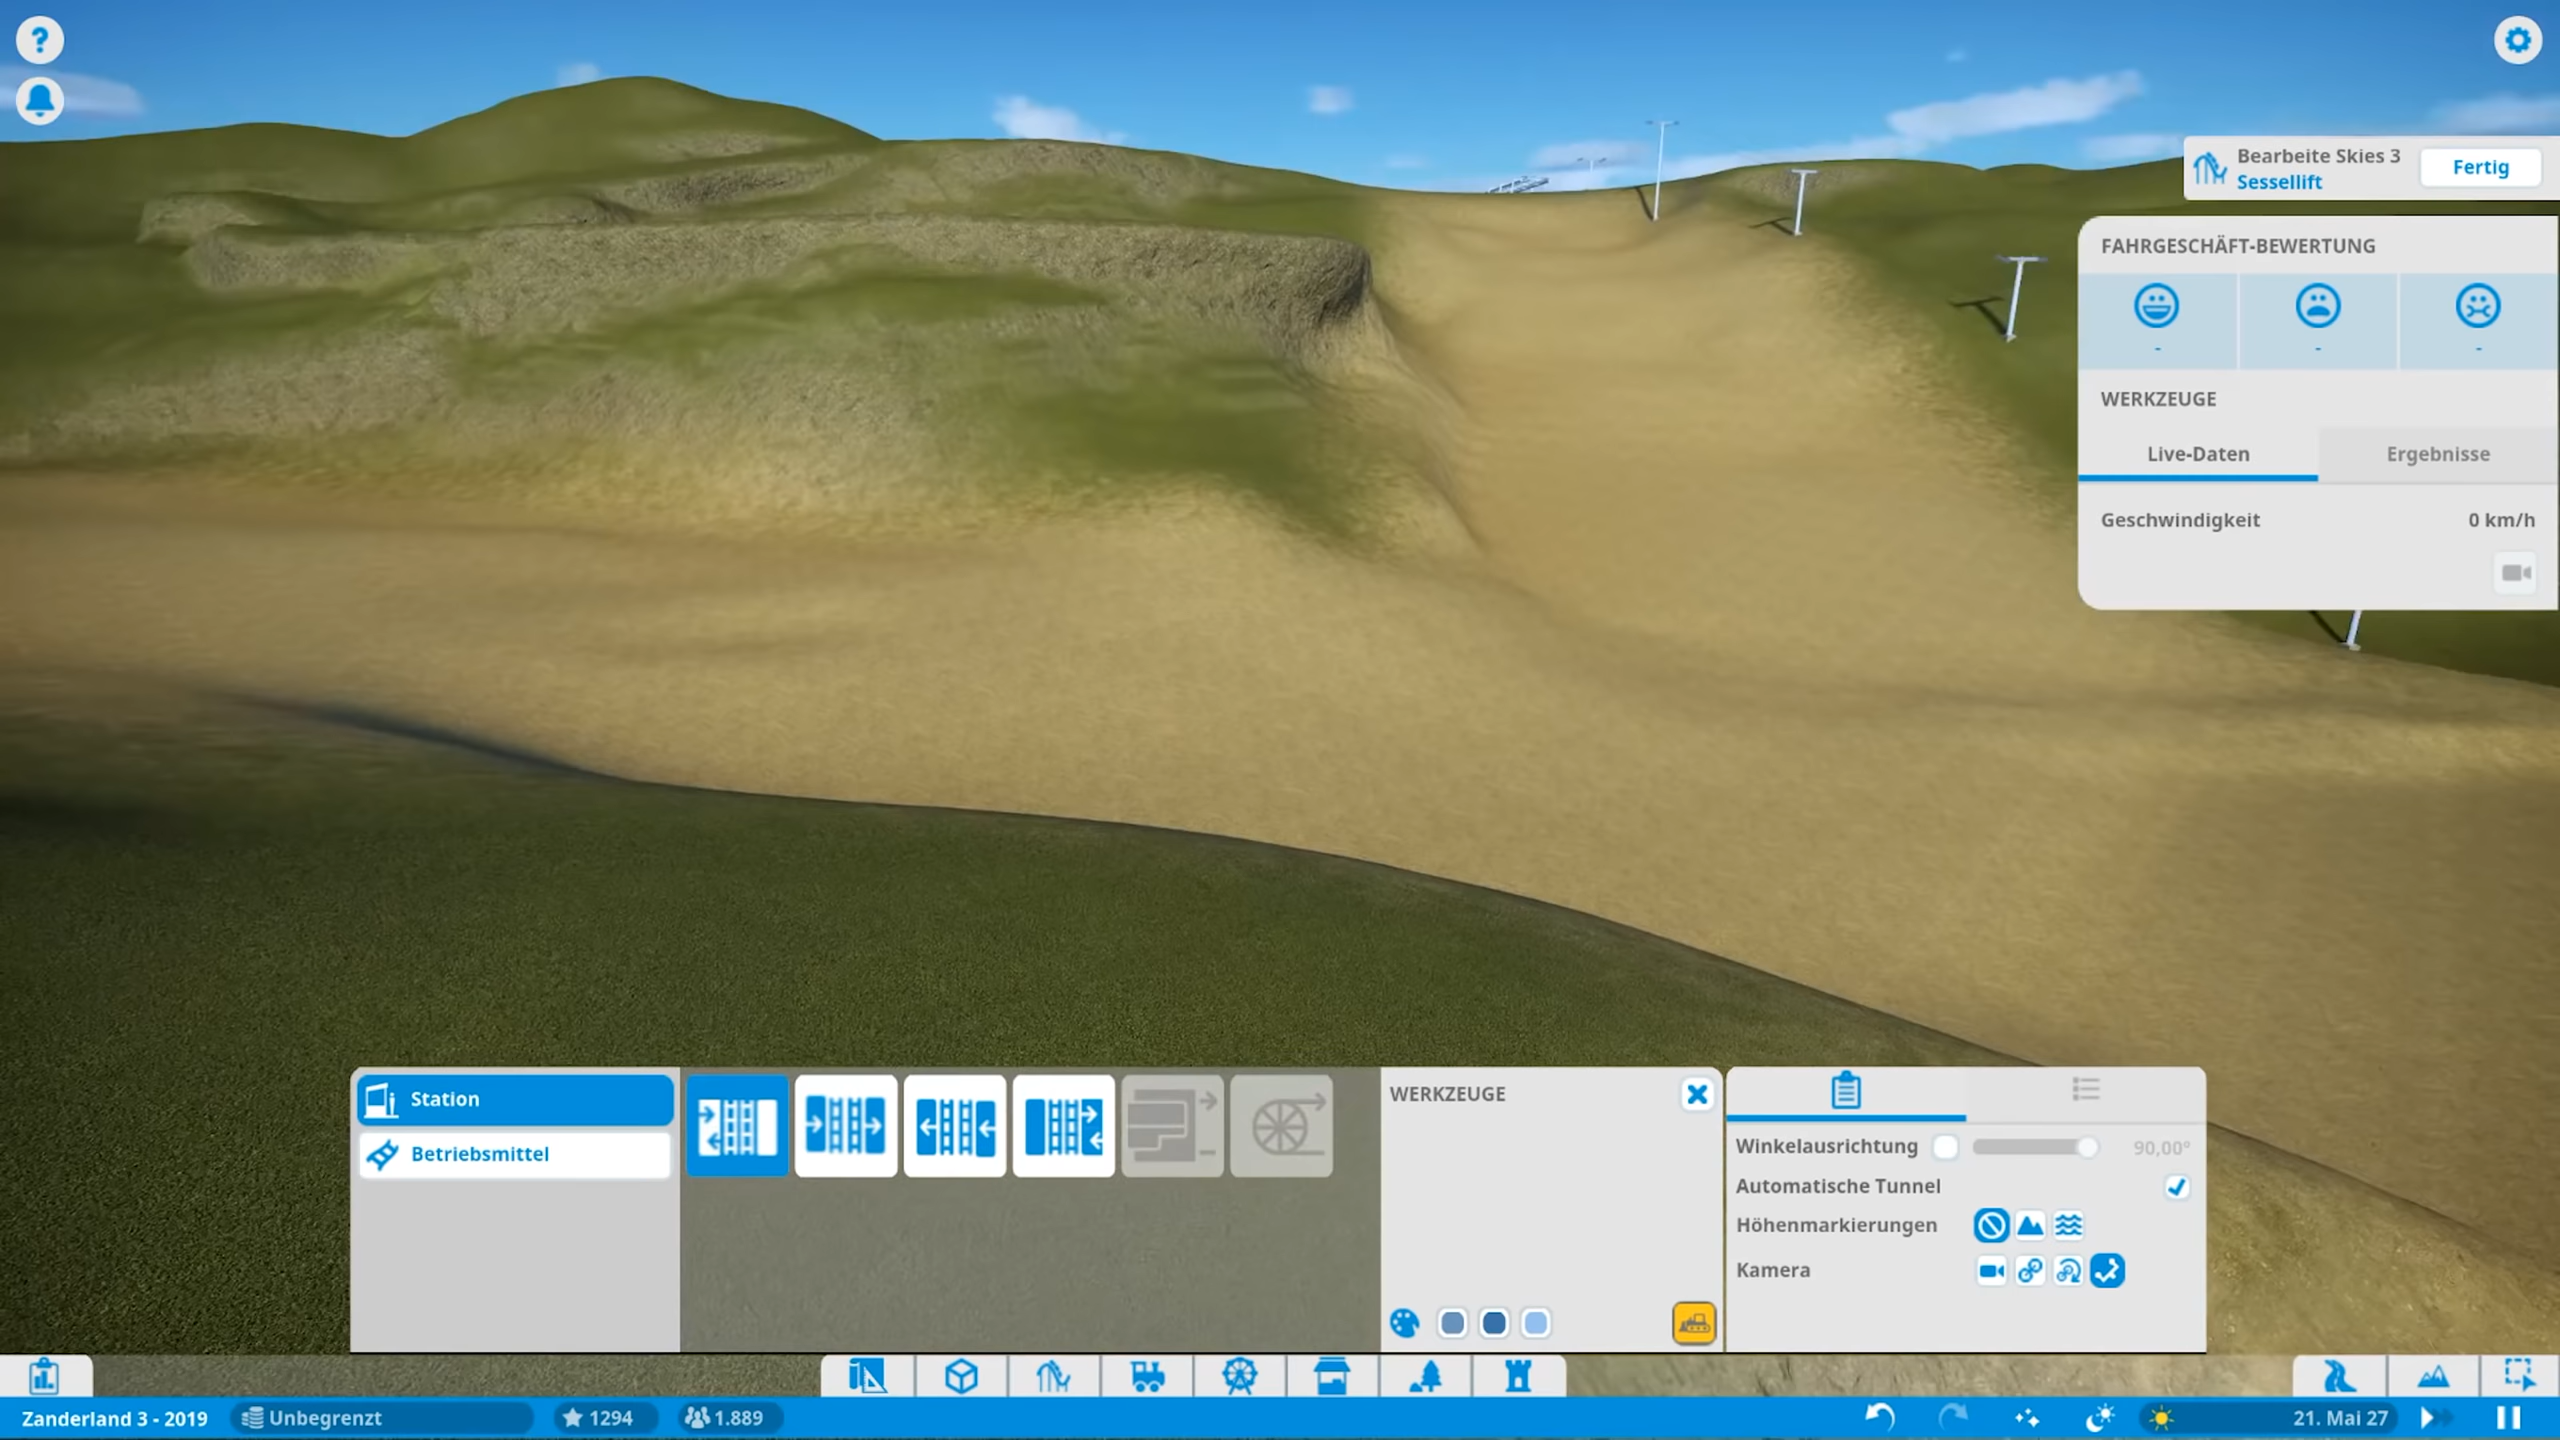 Bearbeite Skies 3
Sessellift
Fertig
FAHRGESCHÄFT-BEWERTUNG
- - -
WERKZEUGE
Live-Daten Ergebnisse
Geschwindigkeit 0 km/h
Station
Betriebsmittel
WERKZEUGE
Winkelausrichtung 90,00°
Automatische Tunnel
Höhenmarkierungen
Kamera
Zanderland 3 - 2019 Unbegrenzt 1294 1.889 21. Mai 27